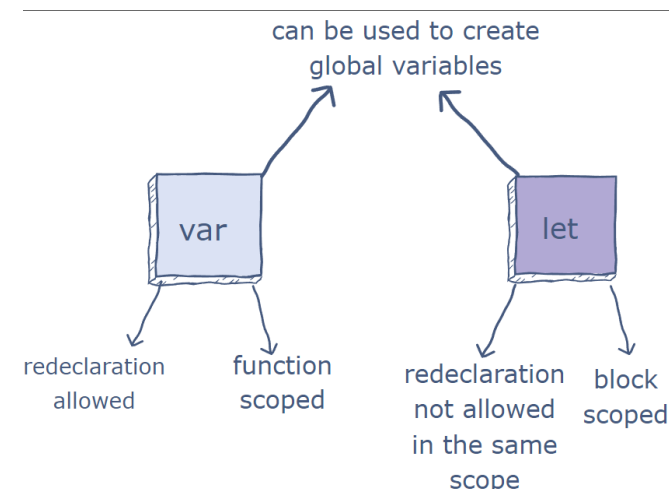 can be used to create
global variables
var
let
redeclaration
allowed
function
scoped
redeclaration
not allowed
in the same
scope
block
scoped